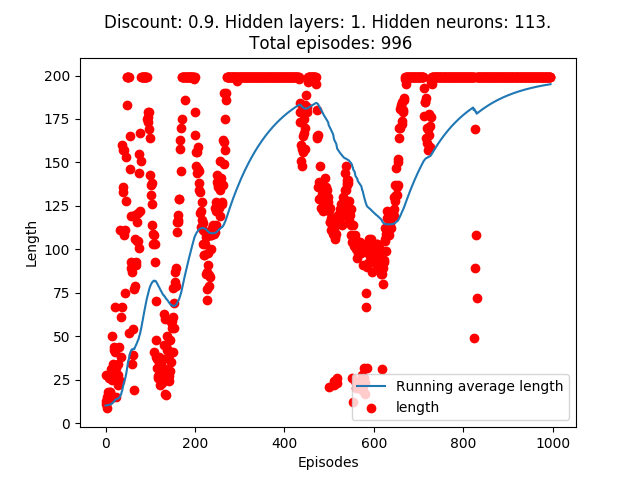 Discount: 0.9. Hidden layers: 1. Hidden neurons: 113.
Total episodes: 996
200
175
150
125
100
75
50
25
0
Length
0
200
400
600
800
1000
Episodes
Running average length
length